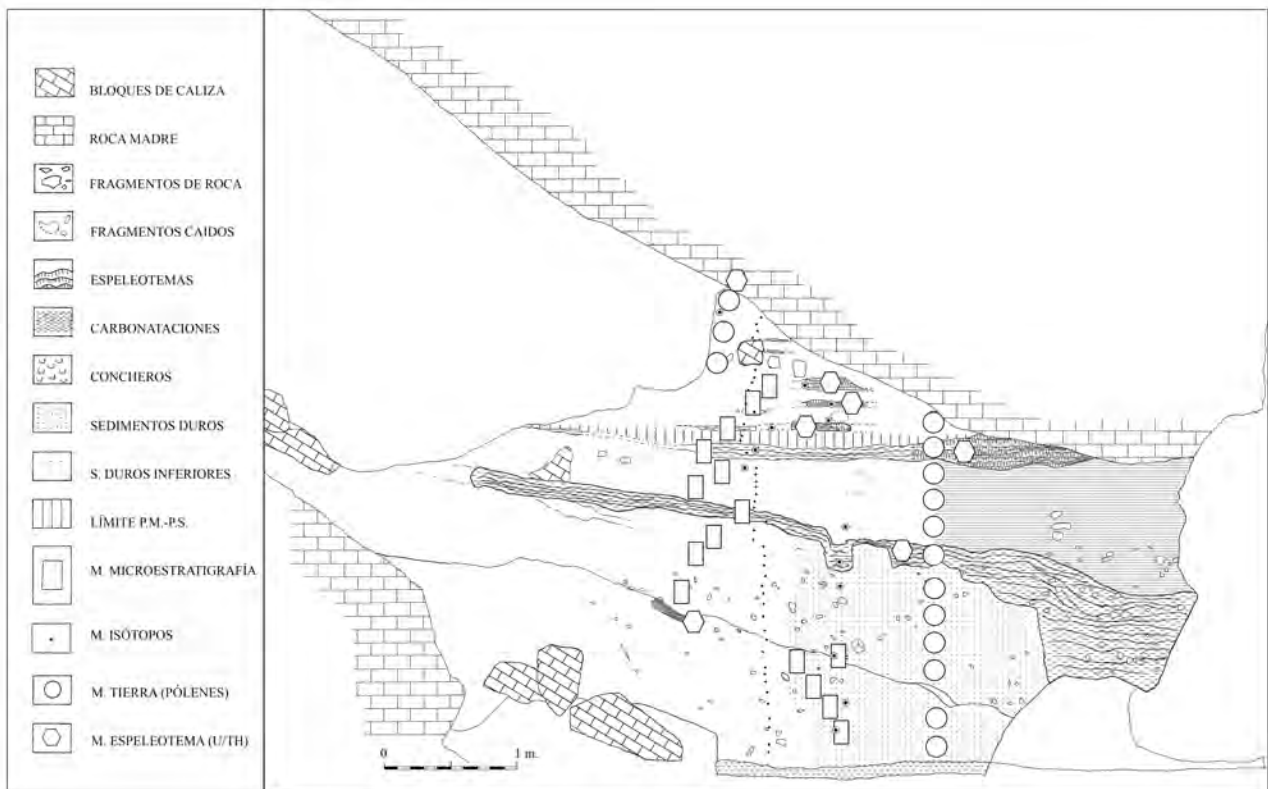 BLOQUES DE CALIZA
ROCA MADRE
FRAGMENTOS DE ROCA
FRAGMENTOS CAÍDOS
ESPELEOTEMAS
CARBONATACIONES
CONCHEROS
SEDIMENTOS DUROS
S. DUROS INFERIORES
LÍMITE P.M.-P.S.
M. MICROESTRATIGRAFÍA
M. ISÓTOPOS
M. TIERRA (PÓLENES)
M. ESPELEOTEMA (U/TH)
0 1 m.